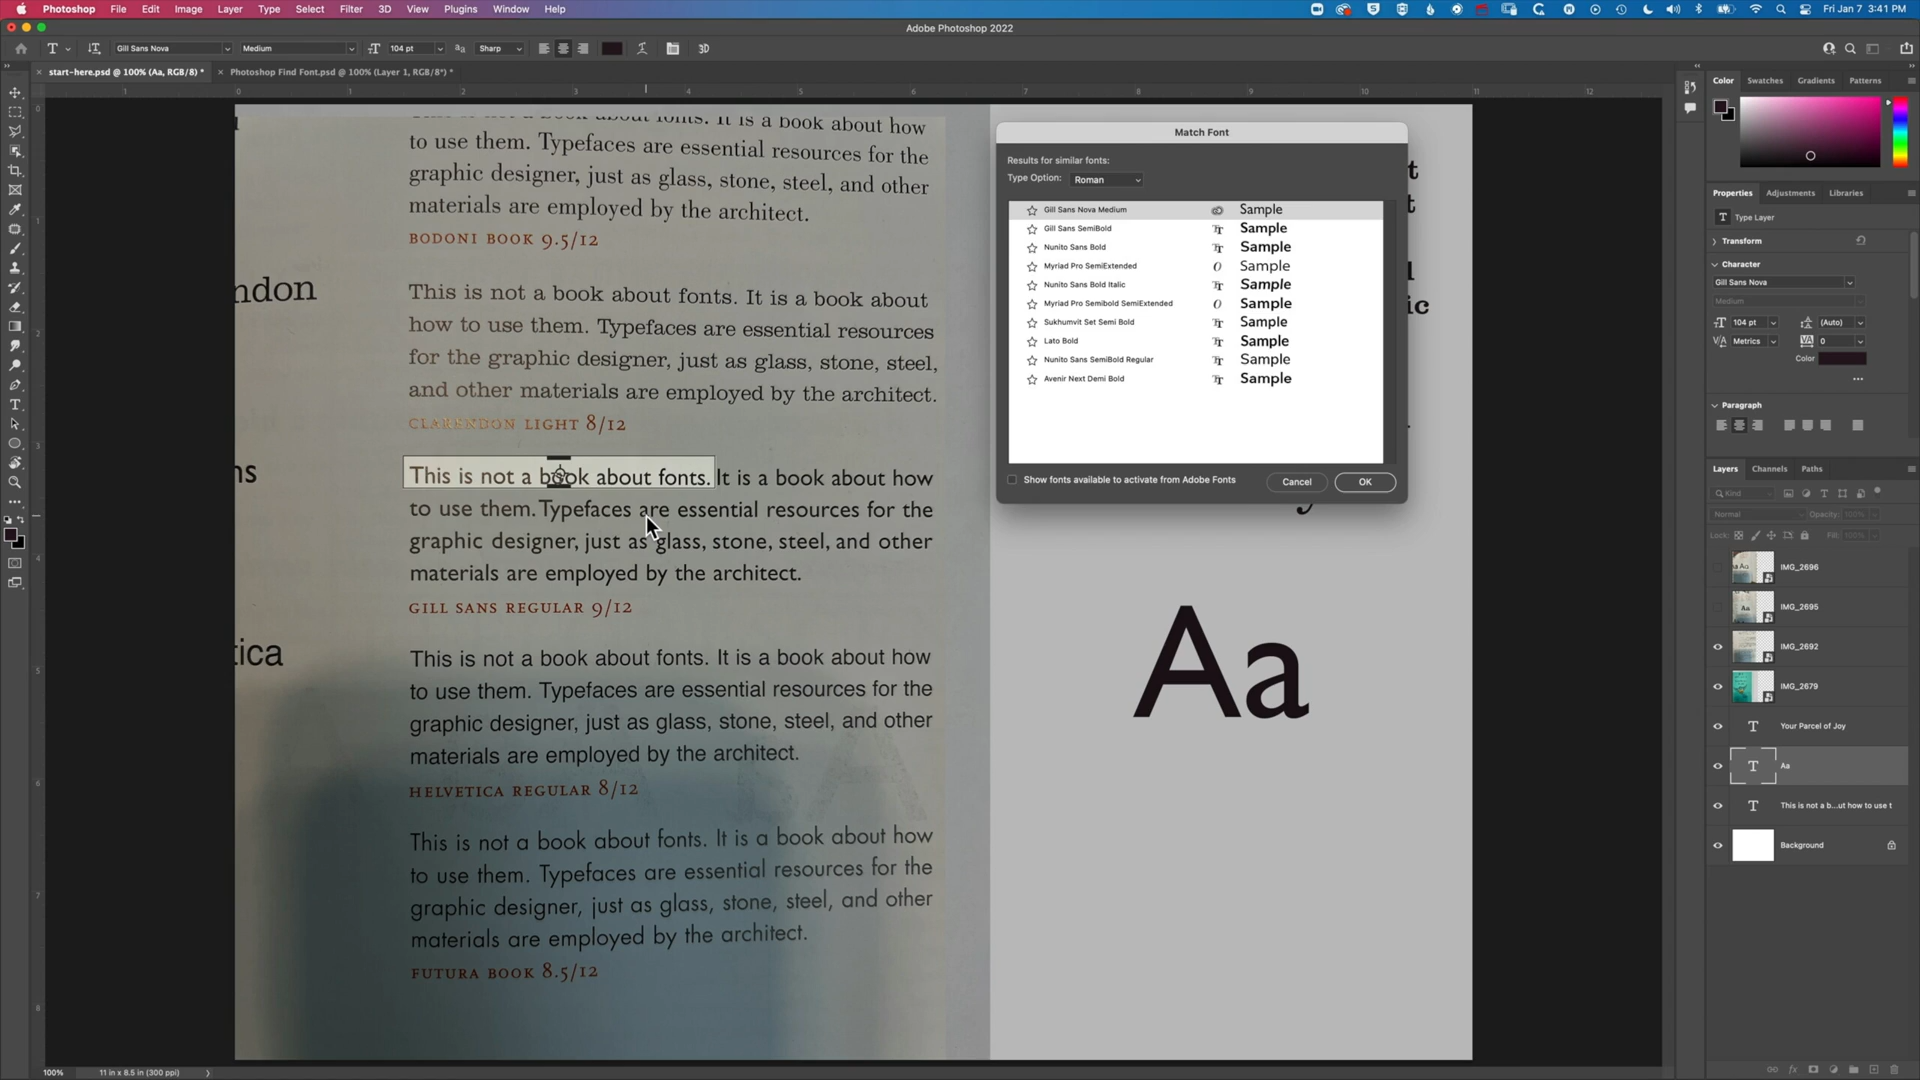 Photoshop File Edit Image Layer Type Select Filter 3D View Plugins Window Help
Fri Jan 7 3:41 PM
Adobe Photoshop 2022
Gill Sans Nova Medium 104 pt Sharp 3D
start-here.psd @ 100% (Aa, RGB/8) *
Photoshop Find Font.psd @ 100% (Layer 1, RGB/8*) *
to use them. Typefaces are essential resources for the
graphic designer, just as glass, stone, steel, and other
materials are employed by the architect.
BODONI BOOK 9.5/12
ndon
This is not a book about fonts. It is a book about
how to use them. Typefaces are essential resources
for the graphic designer, just as glass, stone, steel,
and other materials are employed by the architect.
CLARENDON LIGHT 8/12
ns
This is not a book about fonts. It is a book about how
to use them. Typefaces are essential resources for the
graphic designer, just as glass, stone, steel, and other
materials are employed by the architect.
GILL SANS REGULAR 9/12
tica
This is not a book about fonts. It is a book about how
to use them. Typefaces are essential resources for the
graphic designer, just as glass, stone, steel, and other
materials are employed by the architect.
HELVETICA REGULAR 8/12
This is not a book about fonts. It is a book about how
to use them. Typefaces are essential resources for the
graphic designer, just as glass, stone, steel, and other
materials are employed by the architect.
FUTURA BOOK 8.5/12
Match Font
Results for similar fonts:
Type Option: Roman
Gill Sans Nova Medium Sample
Gill Sans SemiBold Sample
Nunito Sans Bold Sample
Myriad Pro SemiExtended Sample
Nunito Sans Bold Italic Sample
Myriad Pro Semibold SemiExtended Sample
Sukhumvit Set Semi Bold Sample
Lato Bold Sample
Nunito Sans SemiBold Regular Sample
Avenir Next Demi Bold Sample
Show fonts available to activate from Adobe Fonts
Cancel
OK
Aa
Color Swatches Gradients Patterns
Properties Adjustments Libraries
Type Layer
Transform
Character
Gill Sans Nova
Medium
104 pt (Auto)
Metrics 0
Color
Paragraph
Layers Channels Paths
Kind
Normal Opacity: 100%
Lock: Fill: 100%
IMG_2696
IMG_2695
IMG_2692
IMG_2679
Your Parcel of Joy
Aa
This is not a b...ut how to use t
Background
100% 11 in x 8.5 in (300 ppi)